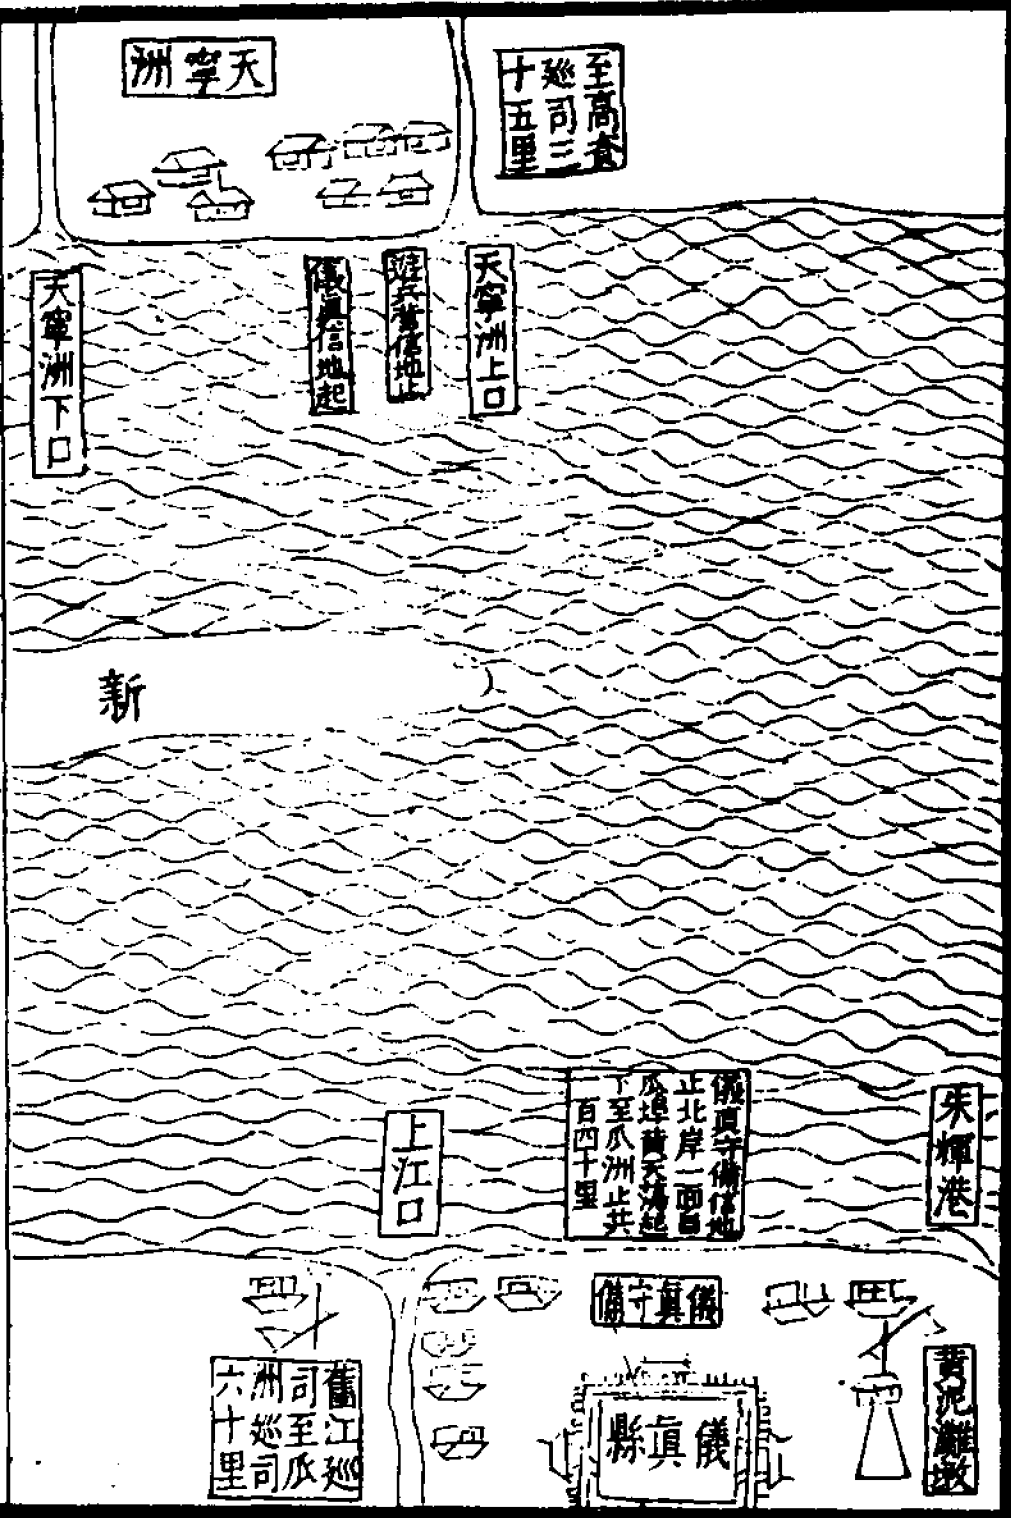 至高資
巡司三
十五里
天寧洲
天寧洲上口
遊兵舊信地止
儀真信地起
天寧洲下口
新
朱輝港
儀真守備信地
止北岸一面自
瓜埠黃天蕩起
下至瓜洲止共
一百四十里
上江口
儀真守備
黃泥灘墩
儀真縣
舊江巡
司至瓜
洲巡司
六十里